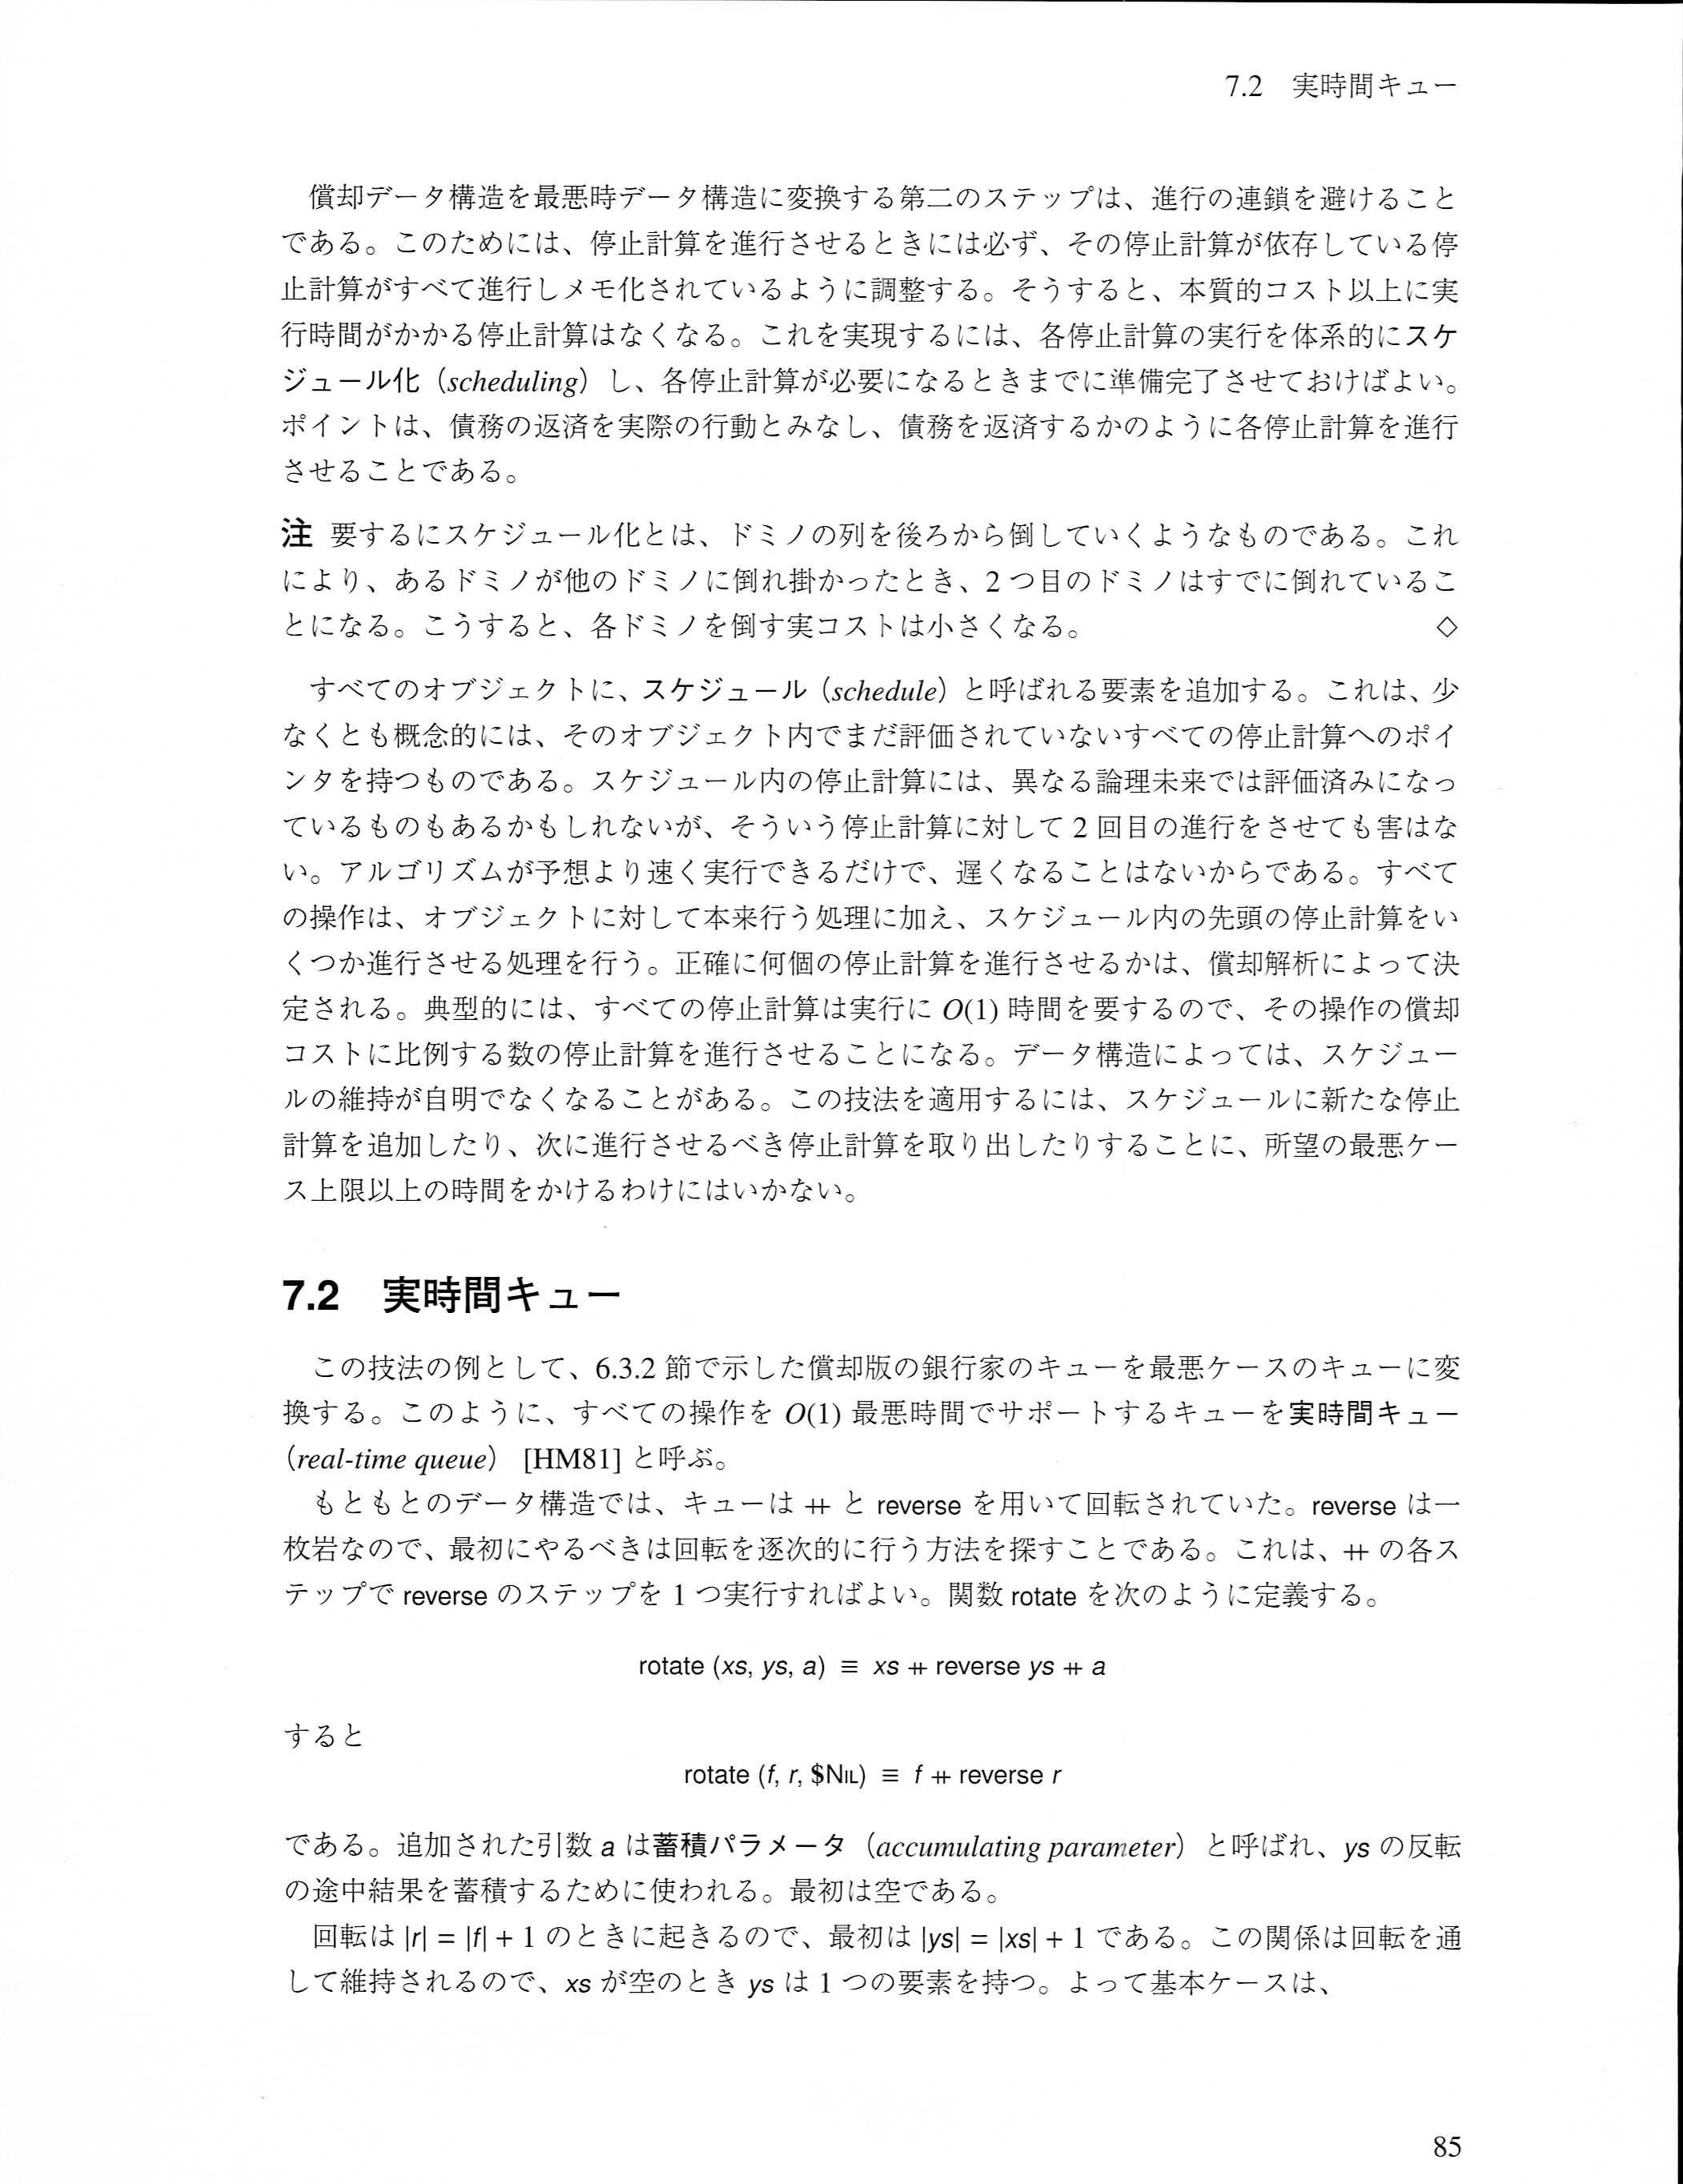 7.2　実時間キュー
償却データ構造を最悪時データ構造に変換する第二のステップは、進行の連鎖を避けること
である。このためには、停止計算を進行させるときには必ず、その停止計算が依存している停
止計算がすべて進行しメモ化されているように調整する。そうすると、本質的コスト以上に実
行時間がかかる停止計算はなくなる。これを実現するには、各停止計算の実行を体系的にスケ
ジュール化（scheduling）し、各停止計算が必要になるときまでに準備完了させておけばよい。
ポイントは、債務の返済を実際の行動とみなし、債務を返済するかのように各停止計算を進行
させることである。
注 要するにスケジュール化とは、ドミノの列を後ろから倒していくようなものである。これ
により、あるドミノが他のドミノに倒れ掛かったとき、2 つ目のドミノはすでに倒れているこ
とになる。こうすると、各ドミノを倒す実コストは小さくなる。 ◇
すべてのオブジェクトに、スケジュール（schedule）と呼ばれる要素を追加する。これは、少
なくとも概念的には、そのオブジェクト内でまだ評価されていないすべての停止計算へのポイ
ンタを持つものである。スケジュール内の停止計算には、異なる論理未来では評価済みになっ
ているものもあるかもしれないが、そういう停止計算に対して 2 回目の進行をさせても害はな
い。アルゴリズムが予想より速く実行できるだけで、遅くなることはないからである。すべて
の操作は、オブジェクトに対して本来行う処理に加え、スケジュール内の先頭の停止計算をい
くつか進行させる処理を行う。正確に何個の停止計算を進行させるかは、償却解析によって決
定される。典型的には、すべての停止計算は実行に O(1) 時間を要するので、その操作の償却
コストに比例する数の停止計算を進行させることになる。データ構造によっては、スケジュー
ルの維持が自明でなくなることがある。この技法を適用するには、スケジュールに新たな停止
計算を追加したり、次に進行させるべき停止計算を取り出したりすることに、所望の最悪ケー
ス上限以上の時間をかけるわけにはいかない。
7.2　実時間キュー
この技法の例として、6.3.2 節で示した償却版の銀行家のキューを最悪ケースのキューに変
換する。このように、すべての操作を O(1) 最悪時間でサポートするキューを実時間キュー
（real-time queue） [HM81] と呼ぶ。
もともとのデータ構造では、キューは ⧺ と reverse を用いて回転されていた。reverse は一
枚岩なので、最初にやるべきは回転を逐次的に行う方法を探すことである。これは、⧺ の各ス
テップで reverse のステップを 1 つ実行すればよい。関数 rotate を次のように定義する。
rotate (xs, ys, a) ≡ xs ⧺ reverse ys ⧺ a
すると
rotate (f, r, $NIL) ≡ f ⧺ reverse r
である。追加された引数 a は蓄積パラメータ（accumulating parameter）と呼ばれ、ys の反転
の途中結果を蓄積するために使われる。最初は空である。
回転は |r| = |f| + 1 のときに起きるので、最初は |ys| = |xs| + 1 である。この関係は回転を通
して維持されるので、xs が空のとき ys は 1 つの要素を持つ。よって基本ケースは、
85